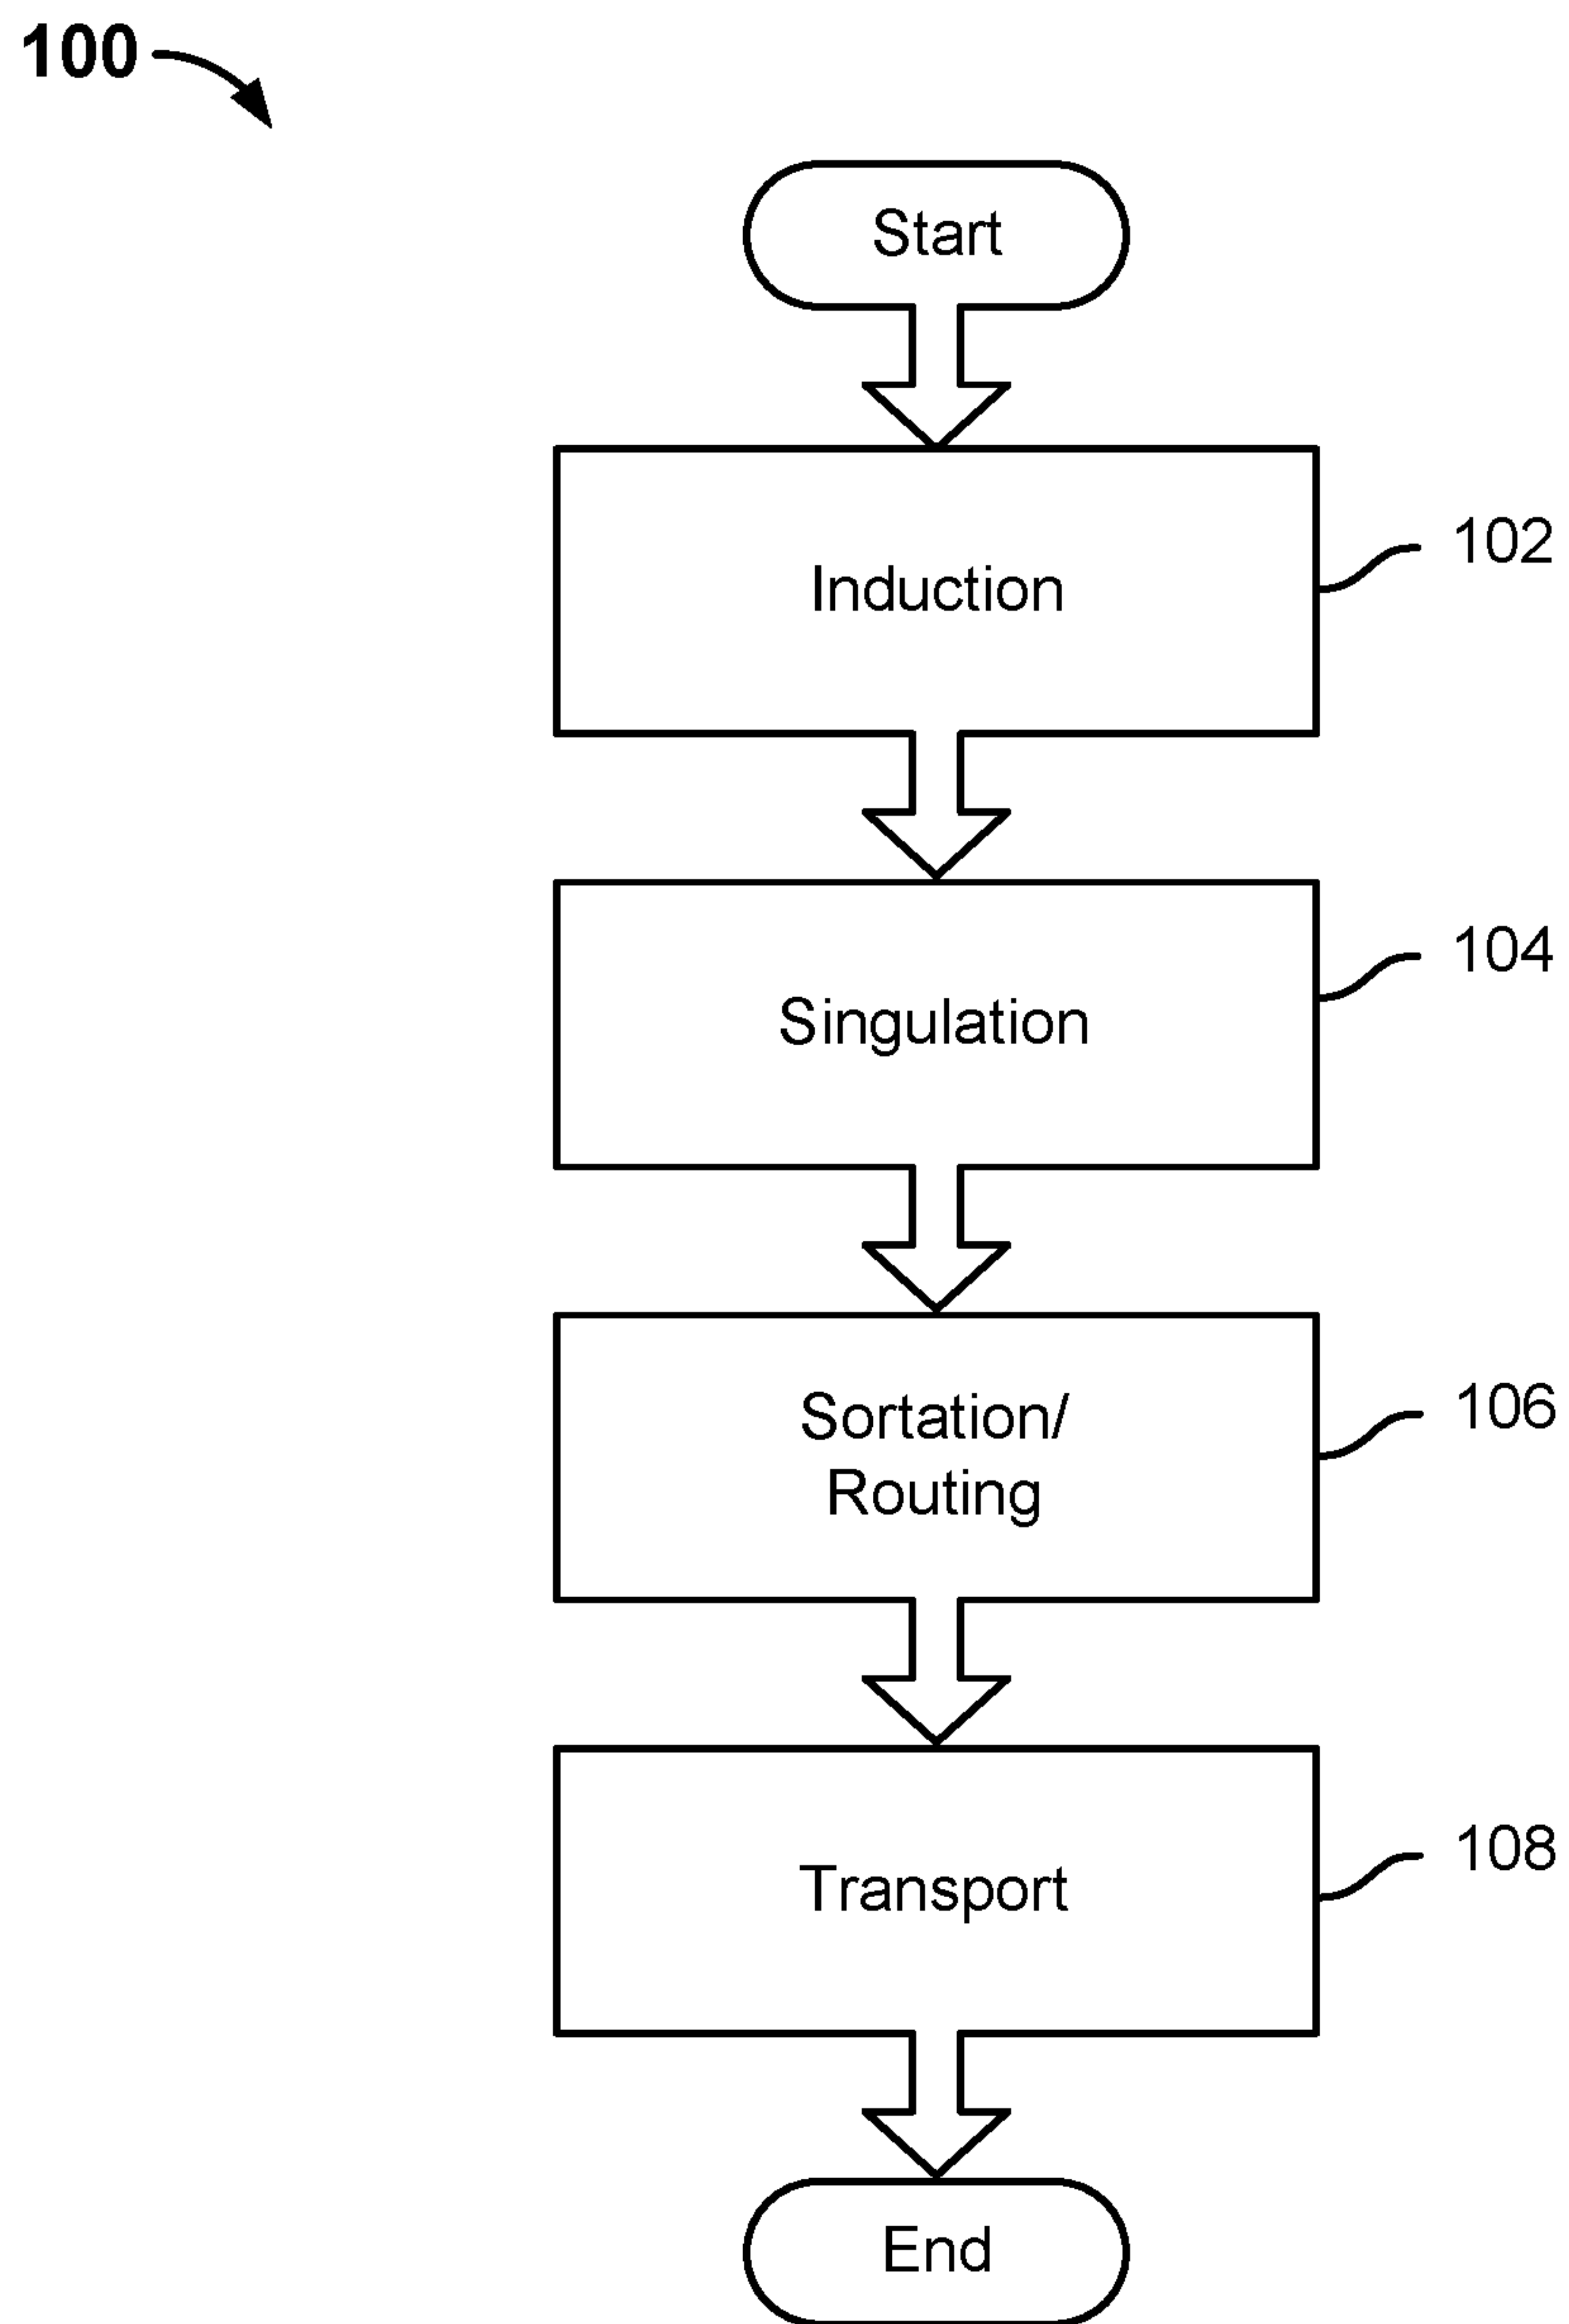 100
Start
Induction
102
Singulation
104
Sortation/
Routing
106
Transport
108
End